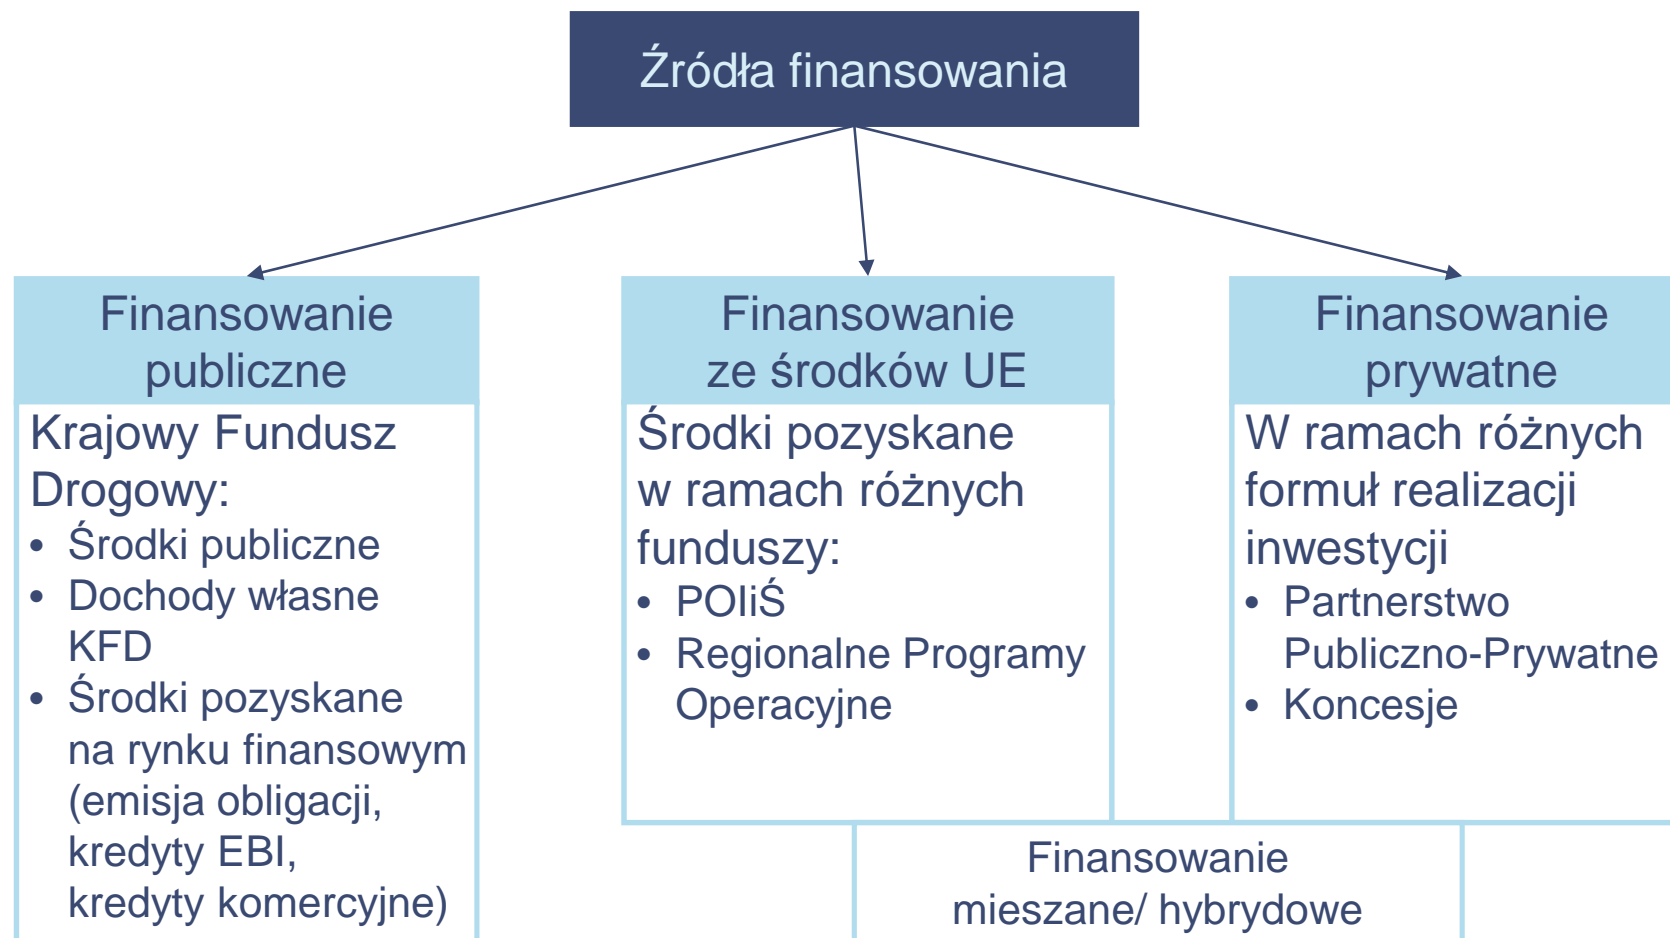 Źródła finansowania
Finansowanie
publiczne
Krajowy Fundusz
Drogowy:
• Środki publiczne
• Dochody własne
KFD
• Środki pozyskane
na rynku finansowym
(emisja obligacji,
kredyty EBI,
kredyty komercyjne)
Finansowanie
ze środków UE
Środki pozyskane
w ramach różnych
funduszy:
• POIiŚ
• Regionalne Programy
Operacyjne
Finansowanie
prywatne
W ramach różnych
formuł realizacji
inwestycji
• Partnerstwo
Publiczno-Prywatne
• Koncesje
Finansowanie
mieszane/ hybrydowe